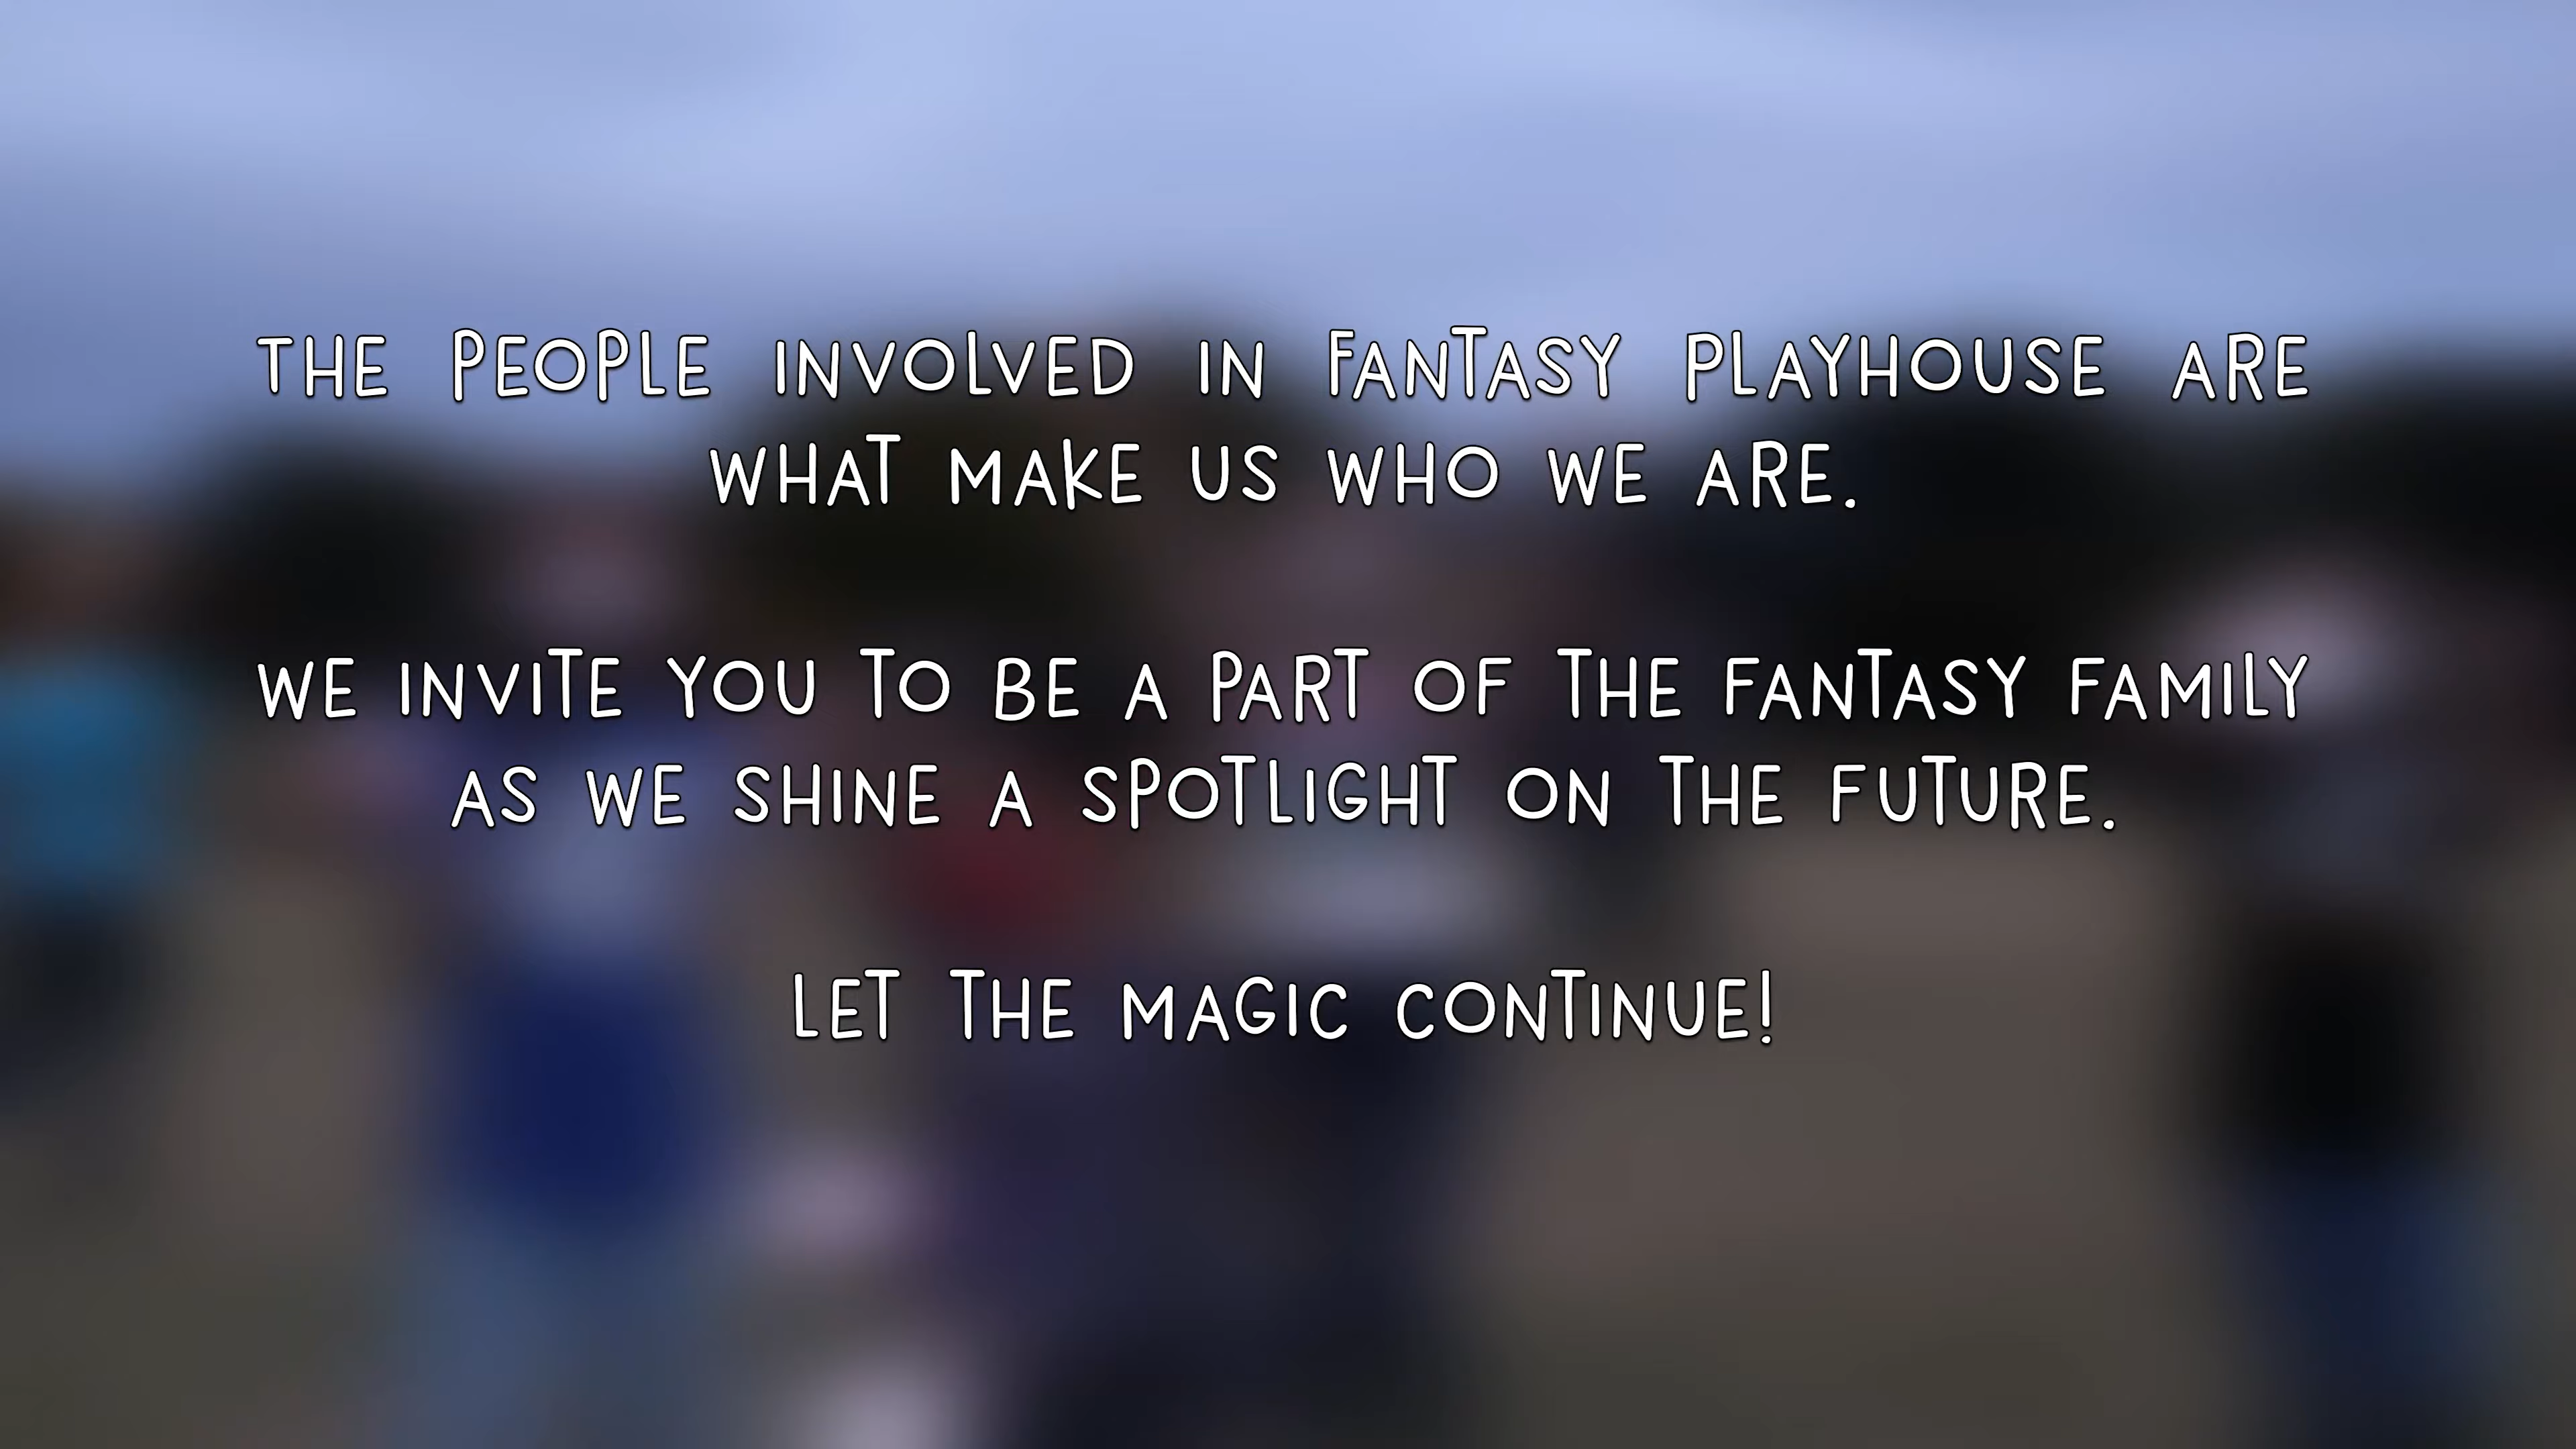 THE PEOPLE INVOLVED IN FANTASY PLAYHOUSE ARE
WHAT MAKE US WHO WE ARE.
WE INVITE YOU TO BE A PART OF THE FANTASY FAMILY
AS WE SHINE A SPOTLIGHT ON THE FUTURE.
LET THE MAGIC CONTINUE!